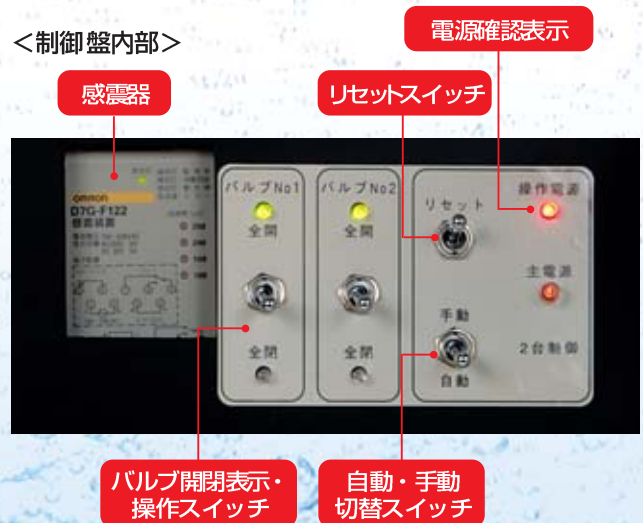 ＜制御盤内部＞
電源確認表示
感震器
リセットスイッチ
omron
D7G-F122
感震装置
バルブNo1
全開
全閉
バルブNo2
全開
全閉
リセット
手動
自動
操作電源
主電源
2台制御
バルブ開閉表示・
操作スイッチ
自動・手動
切替スイッチ